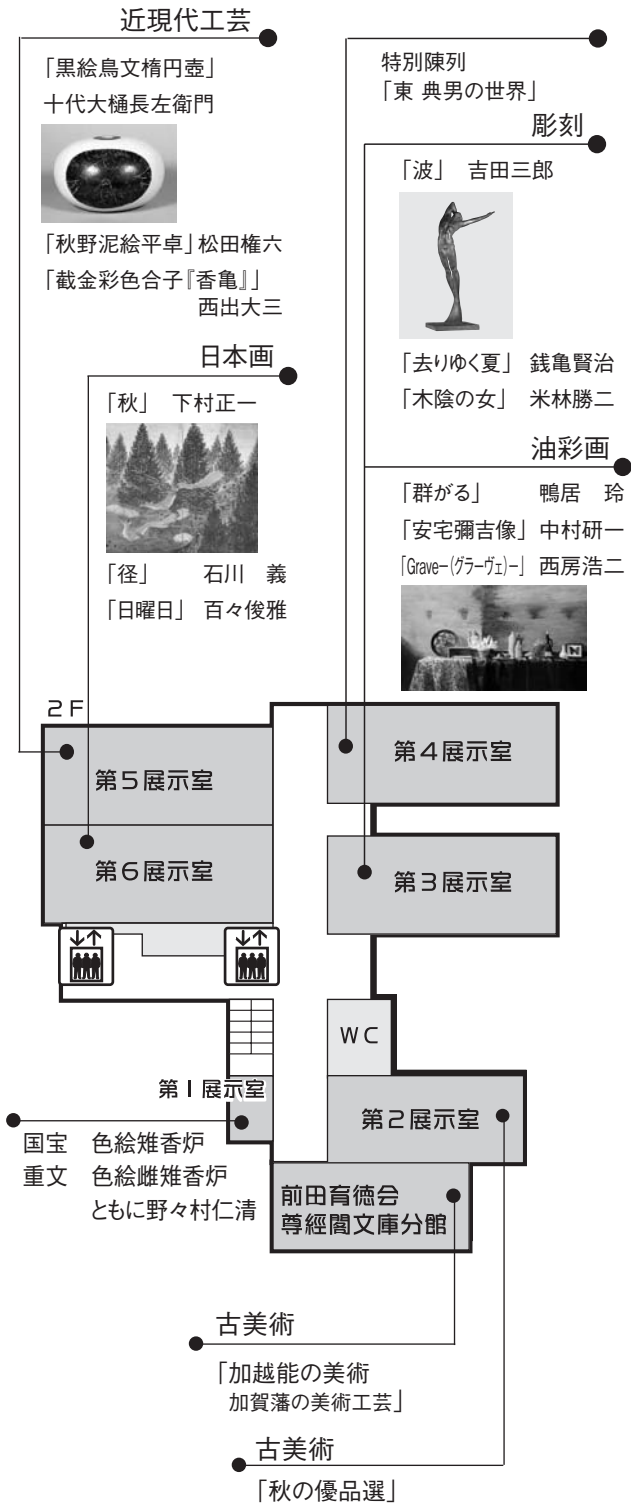 近現代工芸
「黒絵鳥文楕円壺」
十代大樋長左衛門
「秋野泥絵平卓」松田権六
「截金彩色合子『香亀』」
西出大三
日本画
「秋」 下村正一
「径」 石川 義
「日曜日」 百々俊雅
特別陳列
「東 典男の世界」
彫刻
「波」 吉田三郎
「去りゆく夏」 銭亀賢治
「木陰の女」 米林勝二
油彩画
「群がる」 鴨居 玲
「安宅彌吉像」 中村研一
「Grave−(グラーヴェ)−」 西房浩二
2F
第5展示室
第4展示室
第6展示室
第3展示室
WC
第1展示室
第2展示室
国宝 色絵雉香炉
重文 色絵雌雉香炉
ともに野々村仁清
前田育徳会
尊經閣文庫分館
古美術
「加越能の美術
加賀藩の美術工芸」
古美術
「秋の優品選」